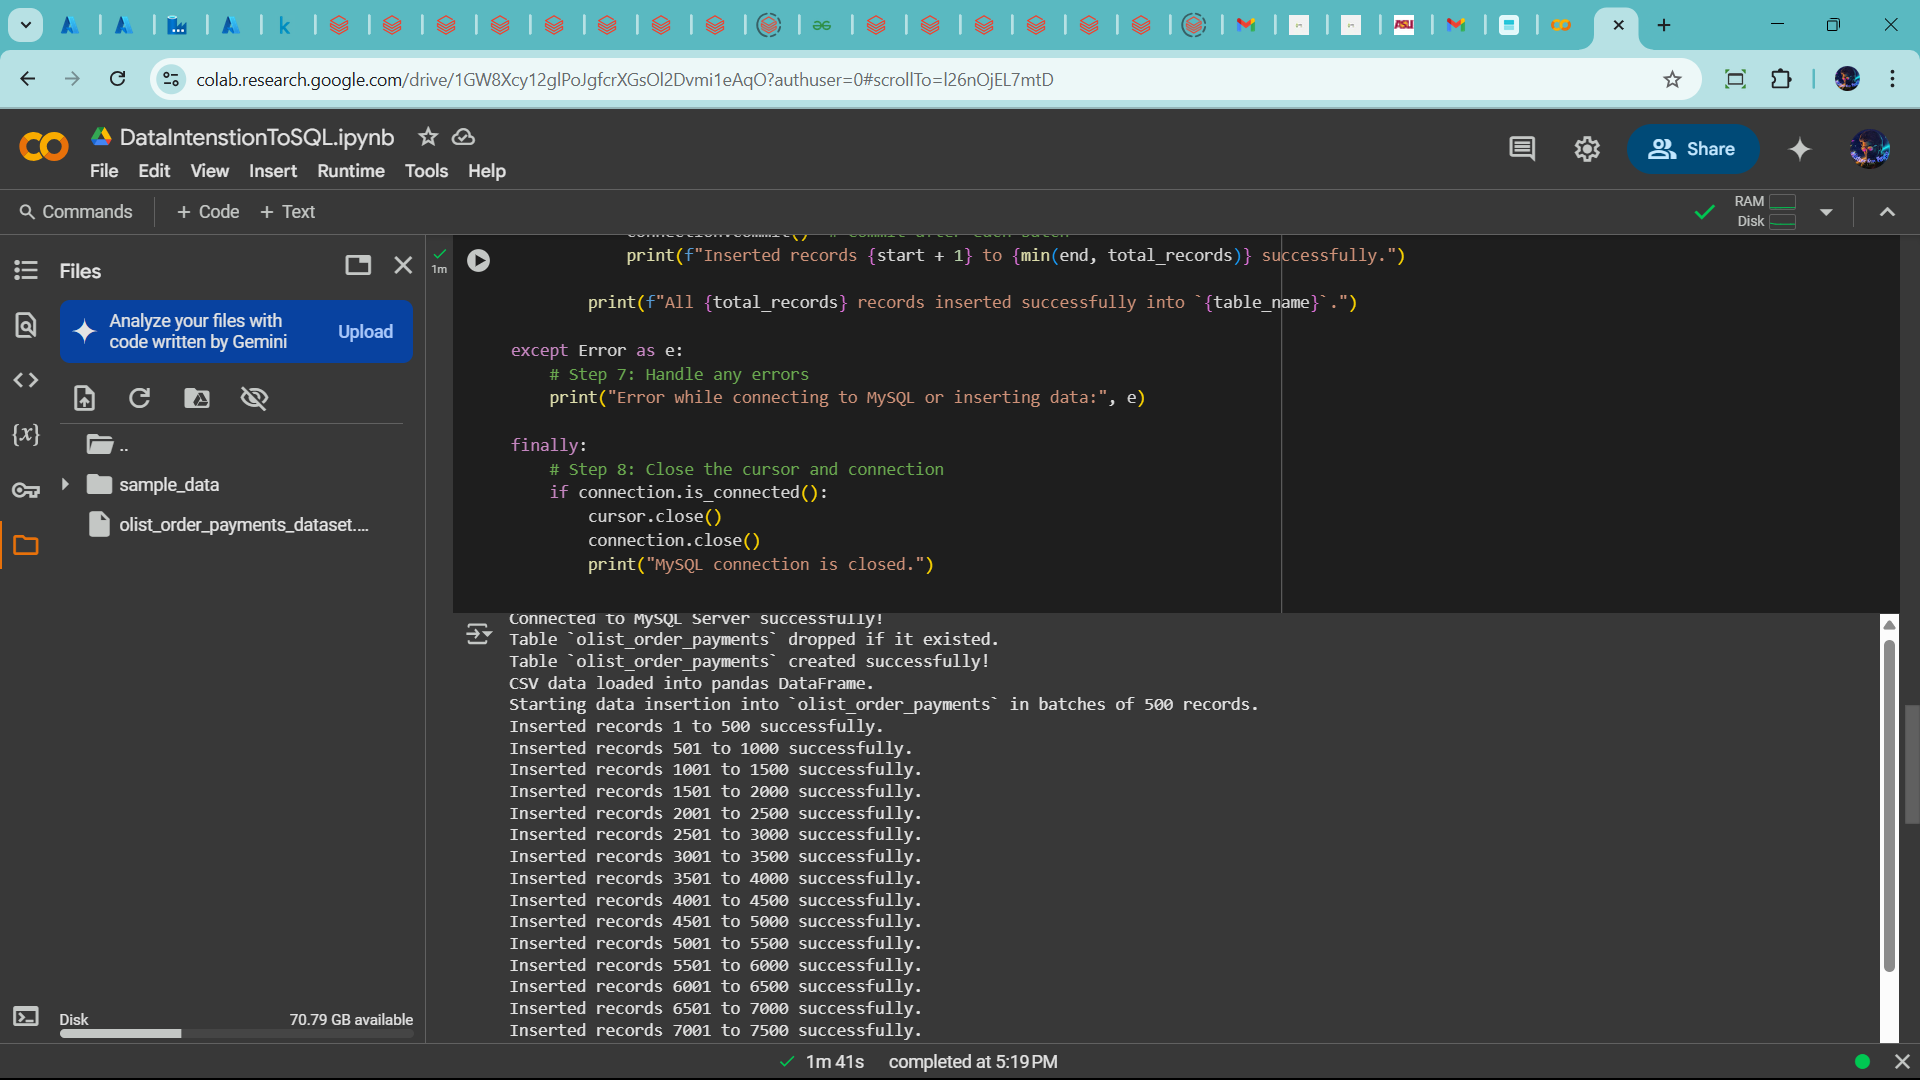 colab.research.google.com/drive/1GW8Xcy12glPoJgfcrXGsOl2Dvmi1eAqO?authuser=0#scrollTo=l26nOjEL7mtD
DataIntenstionToSQL.ipynb
Share
File Edit View Insert Runtime Tools Help
Commands + Code + Text
RAM
Disk
Files
Analyze your files with
code written by Gemini
Upload
..
sample_data
olist_order_payments_dataset....
Disk 70.79 GB available
1m
connection.commit() # Commit after each batch
print(f"Inserted records {start + 1} to {min(end, total_records)} successfully.")
print(f"All {total_records} records inserted successfully into `{table_name}`.")
except Error as e:
# Step 7: Handle any errors
print("Error while connecting to MySQL or inserting data:", e)
finally:
# Step 8: Close the cursor and connection
if connection.is_connected():
cursor.close()
connection.close()
print("MySQL connection is closed.")
Connected to MySQL Server successfully!
Table `olist_order_payments` dropped if it existed.
Table `olist_order_payments` created successfully!
CSV data loaded into pandas DataFrame.
Starting data insertion into `olist_order_payments` in batches of 500 records.
Inserted records 1 to 500 successfully.
Inserted records 501 to 1000 successfully.
Inserted records 1001 to 1500 successfully.
Inserted records 1501 to 2000 successfully.
Inserted records 2001 to 2500 successfully.
Inserted records 2501 to 3000 successfully.
Inserted records 3001 to 3500 successfully.
Inserted records 3501 to 4000 successfully.
Inserted records 4001 to 4500 successfully.
Inserted records 4501 to 5000 successfully.
Inserted records 5001 to 5500 successfully.
Inserted records 5501 to 6000 successfully.
Inserted records 6001 to 6500 successfully.
Inserted records 6501 to 7000 successfully.
Inserted records 7001 to 7500 successfully.
1m 41s completed at 5:19 PM